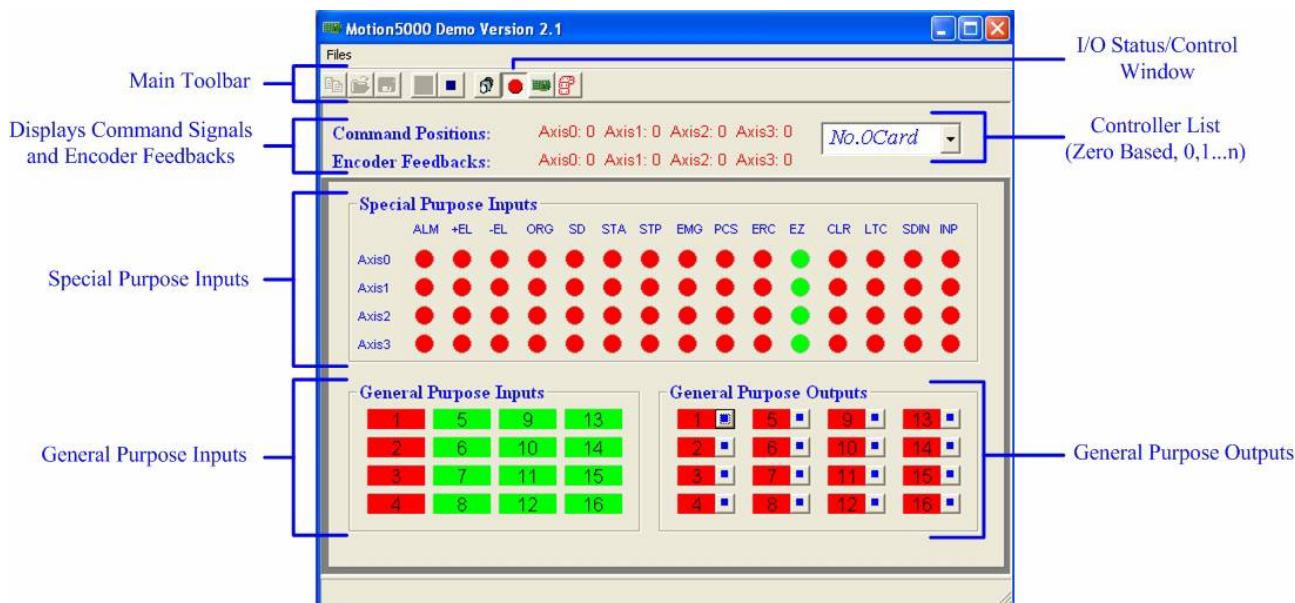 Motion5000 Demo Version 2.1
Files
Main Toolbar
I/O Status/Control
Window
Displays Command Signals
and Encoder Feedbacks
Command Positions: Axis0: 0 Axis1: 0 Axis2: 0 Axis3: 0
Encoder Feedbacks: Axis0: 0 Axis1: 0 Axis2: 0 Axis3: 0
No.0Card
Controller List
(Zero Based, 0,1...n)
Special Purpose Inputs
Special Purpose Inputs
ALM +EL -EL ORG SD STA STP EMG PCS ERC EZ CLR LTC SDIN INP
Axis0
Axis1
Axis2
Axis3
General Purpose Inputs
General Purpose Inputs
1 5 9 13
2 6 10 14
3 7 11 15
4 8 12 16
General Purpose Outputs
1 5 9 13
2 6 10 14
3 7 11 15
4 8 12 16
General Purpose Outputs